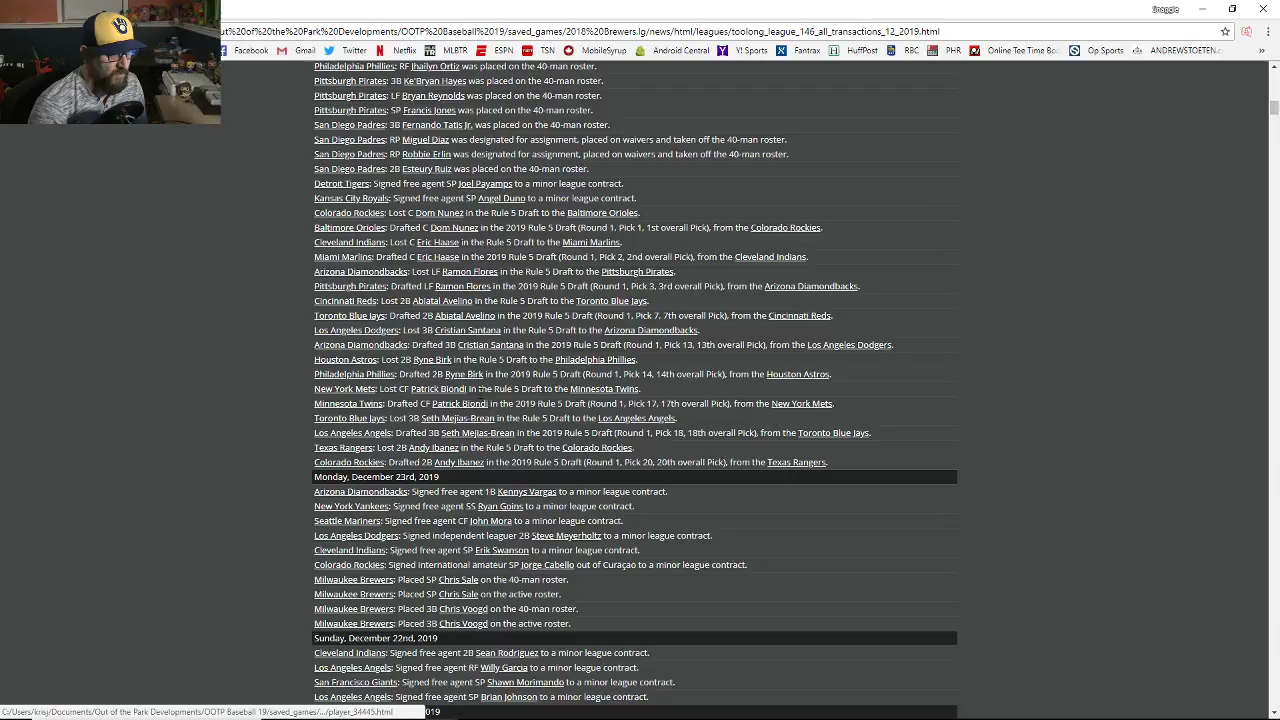 Snaggle
ut%20of%20the%20Park%20Developments/OOTP%20Baseball%2019/saved_games/2018Brewers.lg/news/html/leagues/toolong_league_146_all_transactions_12_2019.html
Facebook Gmail Twitter Netflix MLBTR ESPN TSN MobileSyrup Android Central Y! Sports Fantrax HuffPost RBC PHR Online Tee Time Boo Op Sports ANDREWSTOETEN. »
Philadelphia Phillies: RF Jhailyn Ortiz was placed on the 40-man roster.
Pittsburgh Pirates: 3B Ke'Bryan Hayes was placed on the 40-man roster.
Pittsburgh Pirates: LF Bryan Reynolds was placed on the 40-man roster.
Pittsburgh Pirates: SP Francis Jones was placed on the 40-man roster.
San Diego Padres: 3B Fernando Tatis Jr. was placed on the 40-man roster.
San Diego Padres: RP Miguel Diaz was designated for assignment, placed on waivers and taken off the 40-man roster.
San Diego Padres: RP Robbie Erlin was designated for assignment, placed on waivers and taken off the 40-man roster.
San Diego Padres: 2B Esteury Ruiz was placed on the 40-man roster.
Detroit Tigers: Signed free agent SP Joel Payamps to a minor league contract.
Kansas City Royals: Signed free agent SP Angel Duno to a minor league contract.
Colorado Rockies: Lost C Dom Nunez in the Rule 5 Draft to the Baltimore Orioles.
Baltimore Orioles: Drafted C Dom Nunez in the 2019 Rule 5 Draft (Round 1, Pick 1, 1st overall Pick), from the Colorado Rockies.
Cleveland Indians: Lost C Eric Haase in the Rule 5 Draft to the Miami Marlins.
Miami Marlins: Drafted C Eric Haase in the 2019 Rule 5 Draft (Round 1, Pick 2, 2nd overall Pick), from the Cleveland Indians.
Arizona Diamondbacks: Lost LF Ramon Flores in the Rule 5 Draft to the Pittsburgh Pirates.
Pittsburgh Pirates: Drafted LF Ramon Flores in the 2019 Rule 5 Draft (Round 1, Pick 3, 3rd overall Pick), from the Arizona Diamondbacks.
Cincinnati Reds: Lost 2B Abiatal Avelino in the Rule 5 Draft to the Toronto Blue Jays.
Toronto Blue Jays: Drafted 2B Abiatal Avelino in the 2019 Rule 5 Draft (Round 1, Pick 7, 7th overall Pick), from the Cincinnati Reds.
Los Angeles Dodgers: Lost 3B Cristian Santana in the Rule 5 Draft to the Arizona Diamondbacks.
Arizona Diamondbacks: Drafted 3B Cristian Santana in the 2019 Rule 5 Draft (Round 1, Pick 13, 13th overall Pick), from the Los Angeles Dodgers.
Houston Astros: Lost 2B Ryne Birk in the Rule 5 Draft to the Philadelphia Phillies.
Philadelphia Phillies: Drafted 2B Ryne Birk in the 2019 Rule 5 Draft (Round 1, Pick 14, 14th overall Pick), from the Houston Astros.
New York Mets: Lost CF Patrick Biondi in the Rule 5 Draft to the Minnesota Twins.
Minnesota Twins: Drafted CF Patrick Biondi in the 2019 Rule 5 Draft (Round 1, Pick 17, 17th overall Pick), from the New York Mets.
Toronto Blue Jays: Lost 3B Seth Mejias-Brean in the Rule 5 Draft to the Los Angeles Angels.
Los Angeles Angels: Drafted 3B Seth Mejias-Brean in the 2019 Rule 5 Draft (Round 1, Pick 18, 18th overall Pick), from the Toronto Blue Jays.
Texas Rangers: Lost 2B Andy Ibanez in the Rule 5 Draft to the Colorado Rockies.
Colorado Rockies: Drafted 2B Andy Ibanez in the 2019 Rule 5 Draft (Round 1, Pick 20, 20th overall Pick), from the Texas Rangers.
Monday, December 23rd, 2019
Arizona Diamondbacks: Signed free agent 1B Kennys Vargas to a minor league contract.
New York Yankees: Signed free agent SS Ryan Goins to a minor league contract.
Seattle Mariners: Signed free agent CF John Mora to a minor league contract.
Los Angeles Dodgers: Signed independent leaguer 2B Steve Meyerholtz to a minor league contract.
Cleveland Indians: Signed free agent SP Erik Swanson to a minor league contract.
Colorado Rockies: Signed international amateur SP Jorge Cabello out of Curaçao to a minor league contract.
Milwaukee Brewers: Placed SP Chris Sale on the 40-man roster.
Milwaukee Brewers: Placed SP Chris Sale on the active roster.
Milwaukee Brewers: Placed 3B Chris Voogd on the 40-man roster.
Milwaukee Brewers: Placed 3B Chris Voogd on the active roster.
Sunday, December 22nd, 2019
Cleveland Indians: Signed free agent 2B Sean Rodriguez to a minor league contract.
Los Angeles Angels: Signed free agent RF Willy Garcia to a minor league contract.
San Francisco Giants: Signed free agent SP Shawn Morimando to a minor league contract.
Los Angeles Angels: Signed free agent SP Brian Johnson to a minor league contract.
C:/Users/krisj/Documents/Out of the Park Developments/OOTP Baseball 19/saved_games/.../player_34445.html 019